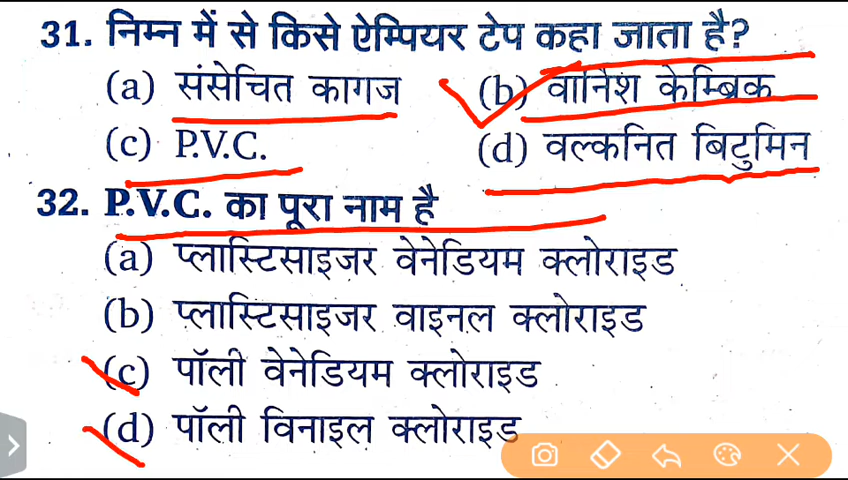 31. निम्न में से किसे ऐम्पियर टेप कहा जाता है?
(a) संसेचित कागज (b) वार्निश केम्ब्रिक
(c) P.V.C. (d) वल्कनित बिटुमिन
32. P.V.C. का पूरा नाम है
(a) प्लास्टिसाइजर वेनेडियम क्लोराइड
(b) प्लास्टिसाइजर वाइनल क्लोराइड
(c) पॉली वेनेडियम क्लोराइड
(d) पॉली विनाइल क्लोराइड